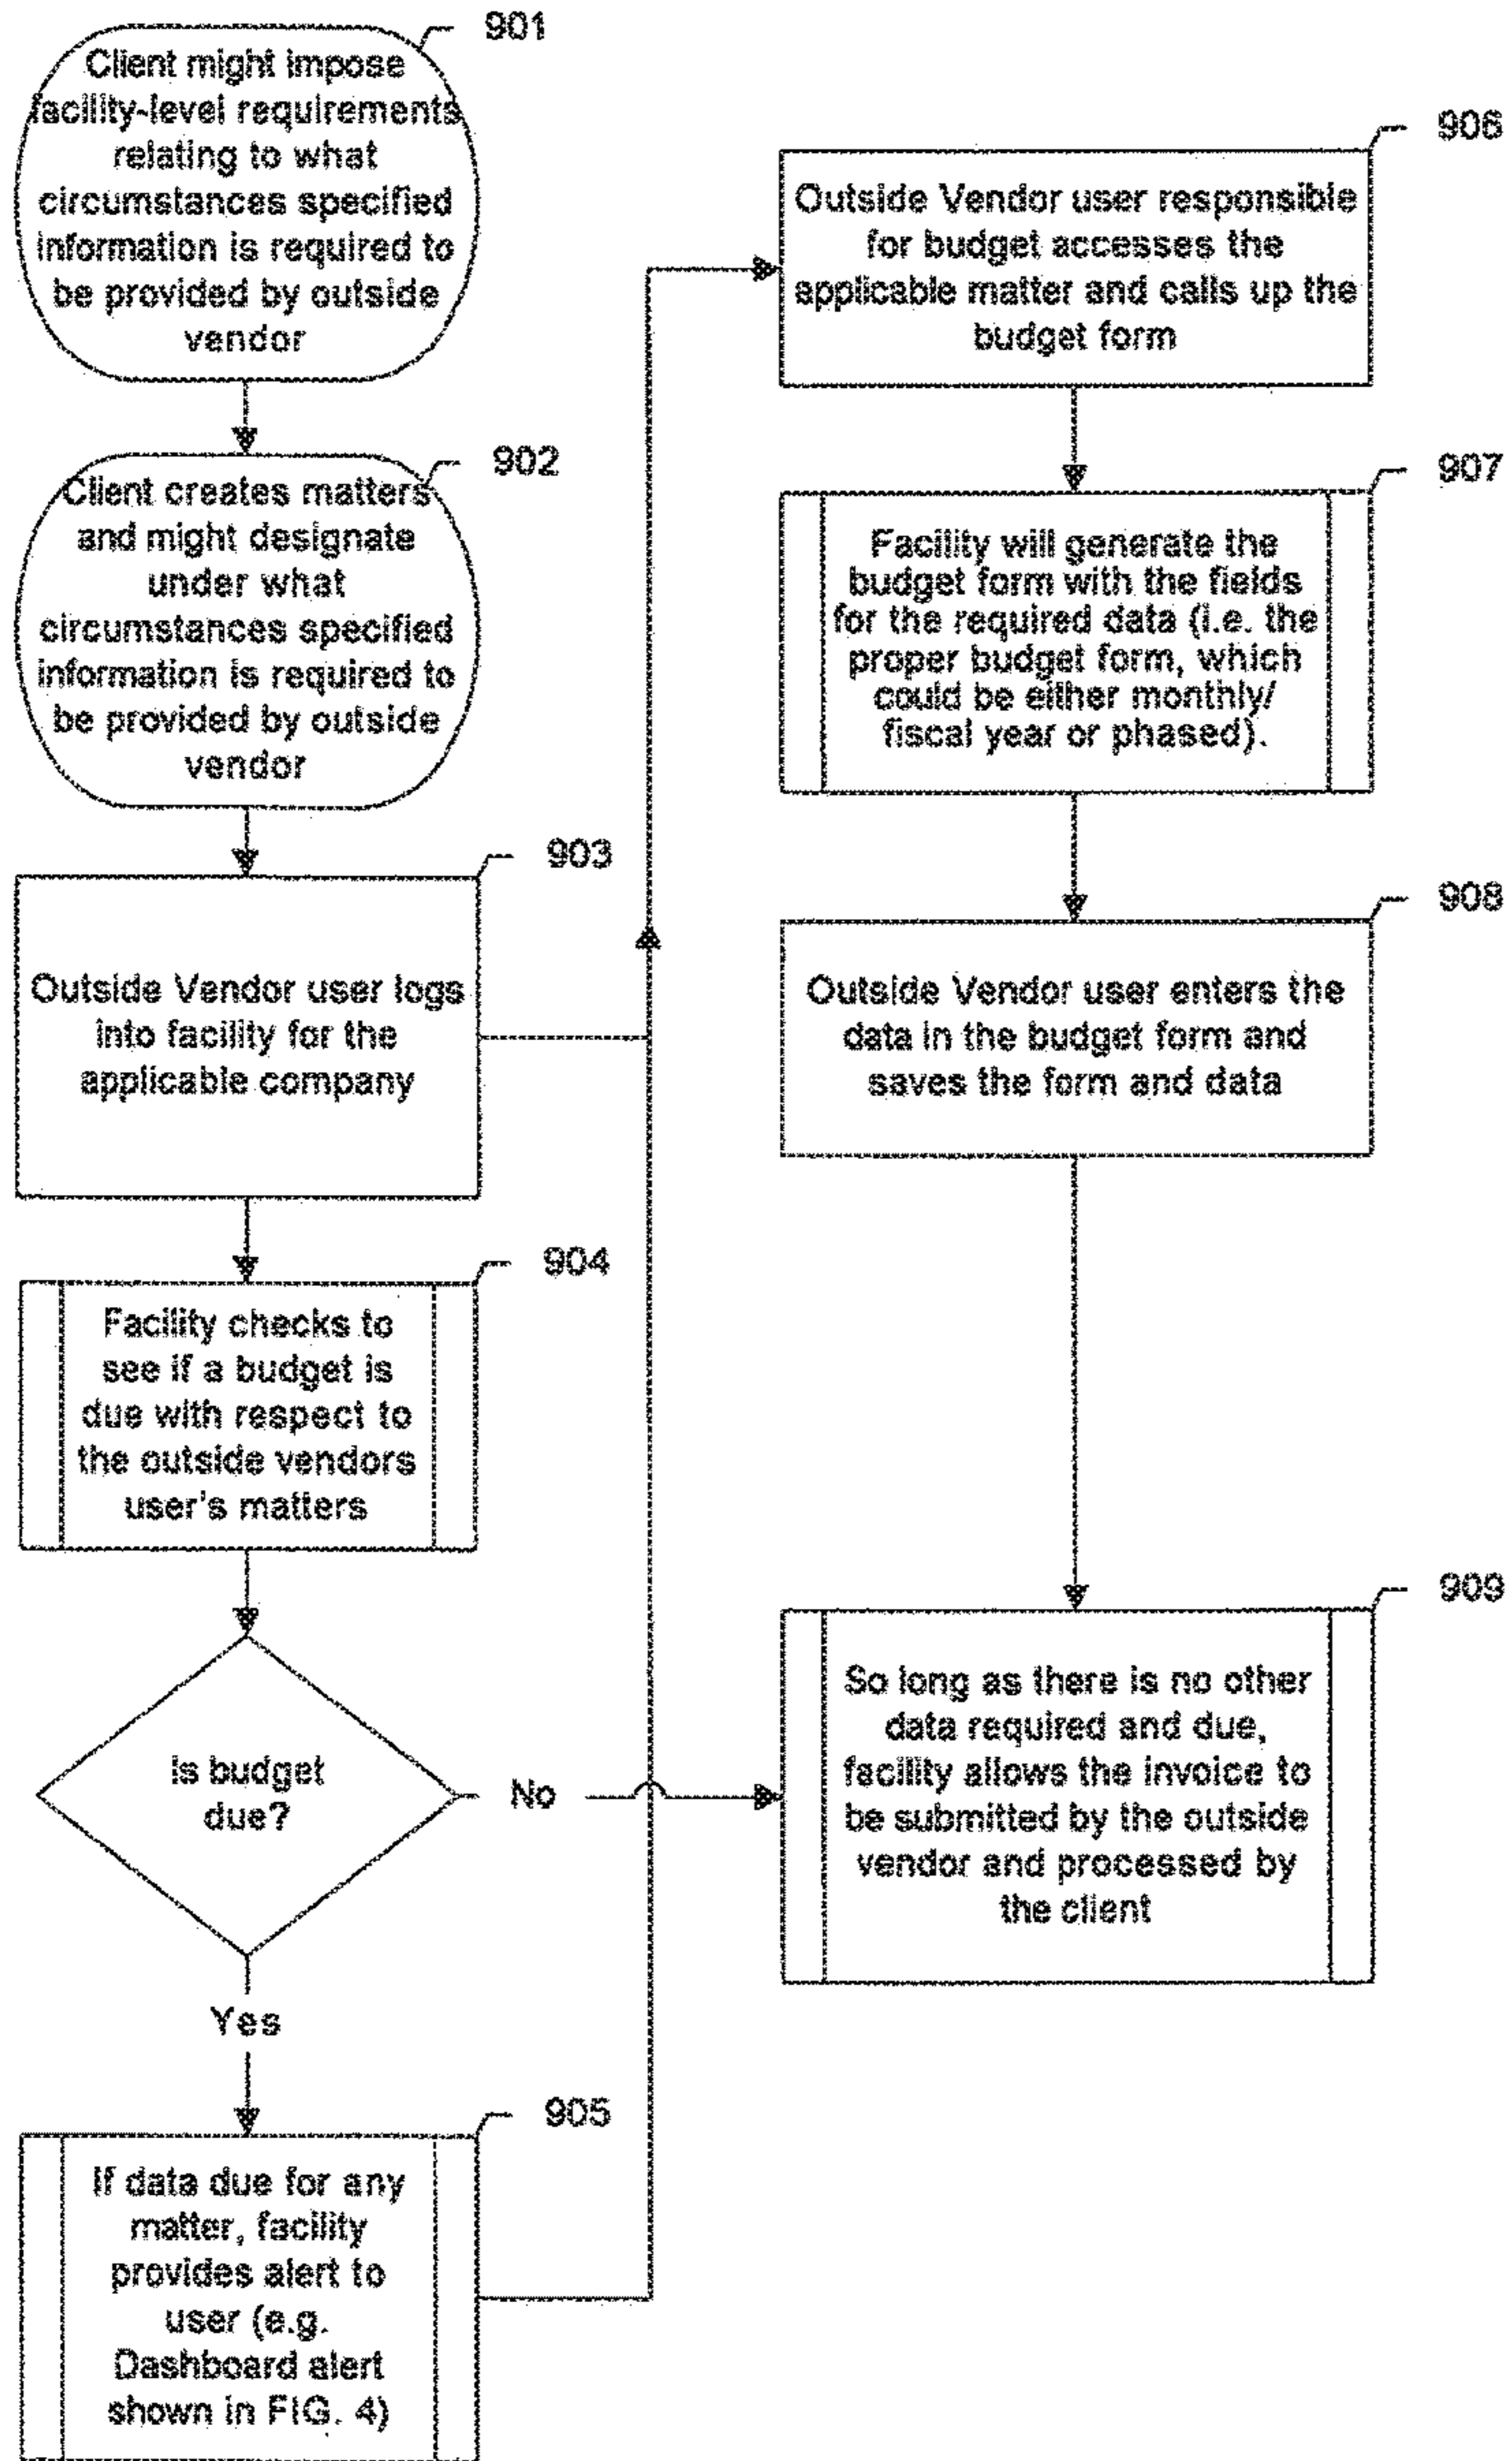 901
Client might impose
facility-level requirements
relating to what
circumstances specified
information is required to
be provided by outside
vendor
902
Client creates matters
and might designate
under what
circumstances specified
information is required to
be provided by outside
vendor
903
Outside Vendor user logs
into facility for the
applicable company
904
Facility checks to
see if a budget is
due with respect to
the outside vendors
user's matters
Is budget
due?
No
Yes
905
If data due for any
matter, facility
provides alert to
user (e.g.
Dashboard alert
shown in FIG. 4)
906
Outside Vendor user responsible
for budget accesses the
applicable matter and calls up the
budget form
907
Facility will generate the
budget form with the fields
for the required data (i.e. the
proper budget form, which
could be either monthly/
fiscal year or phased).
908
Outside Vendor user enters the
data in the budget form and
saves the form and data
909
So long as there is no other
data required and due,
facility allows the invoice to
be submitted by the outside
vendor and processed by
the client